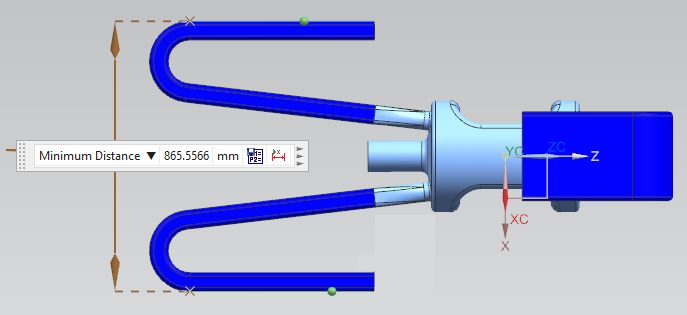 Minimum Distance 865.5566 mm
YC ZC Z
XC
X